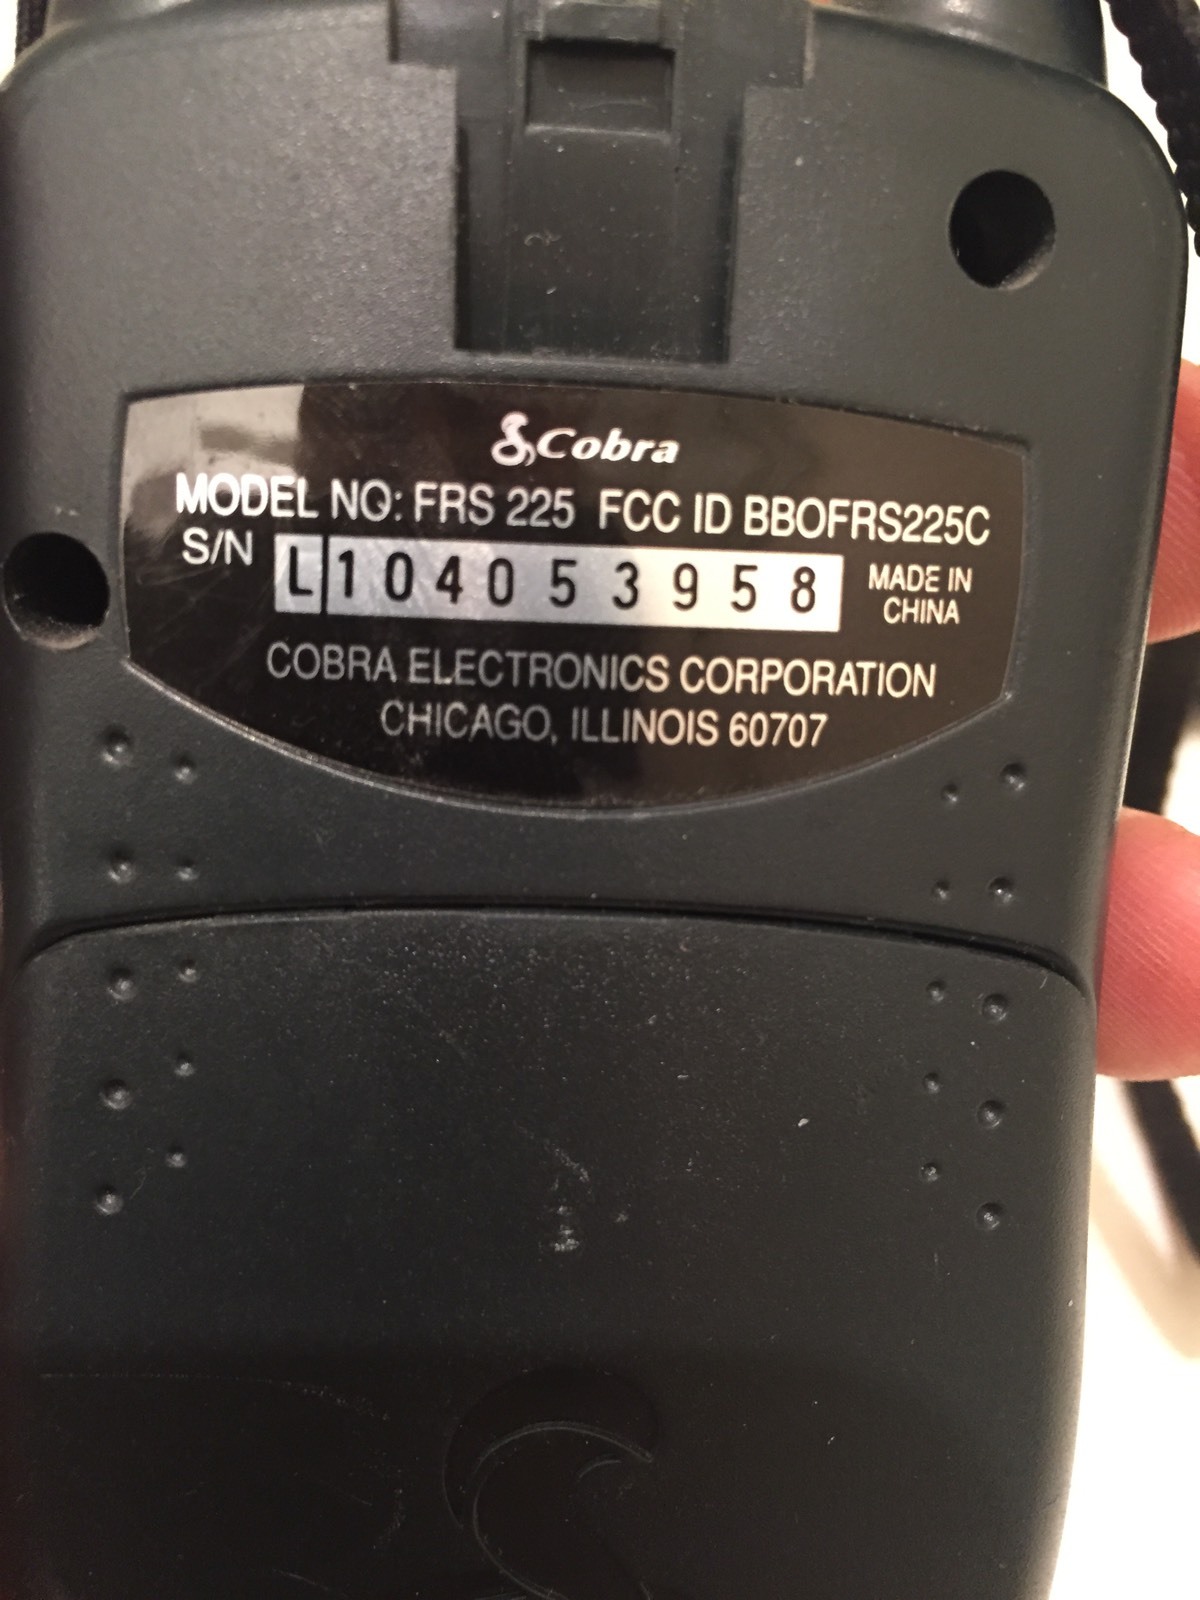 Cobra
MODEL NO: FRS 225 FCC ID BBOFRS225C
S/N L104053958 MADE IN
CHINA
COBRA ELECTRONICS CORPORATION
CHICAGO, ILLINOIS 60707